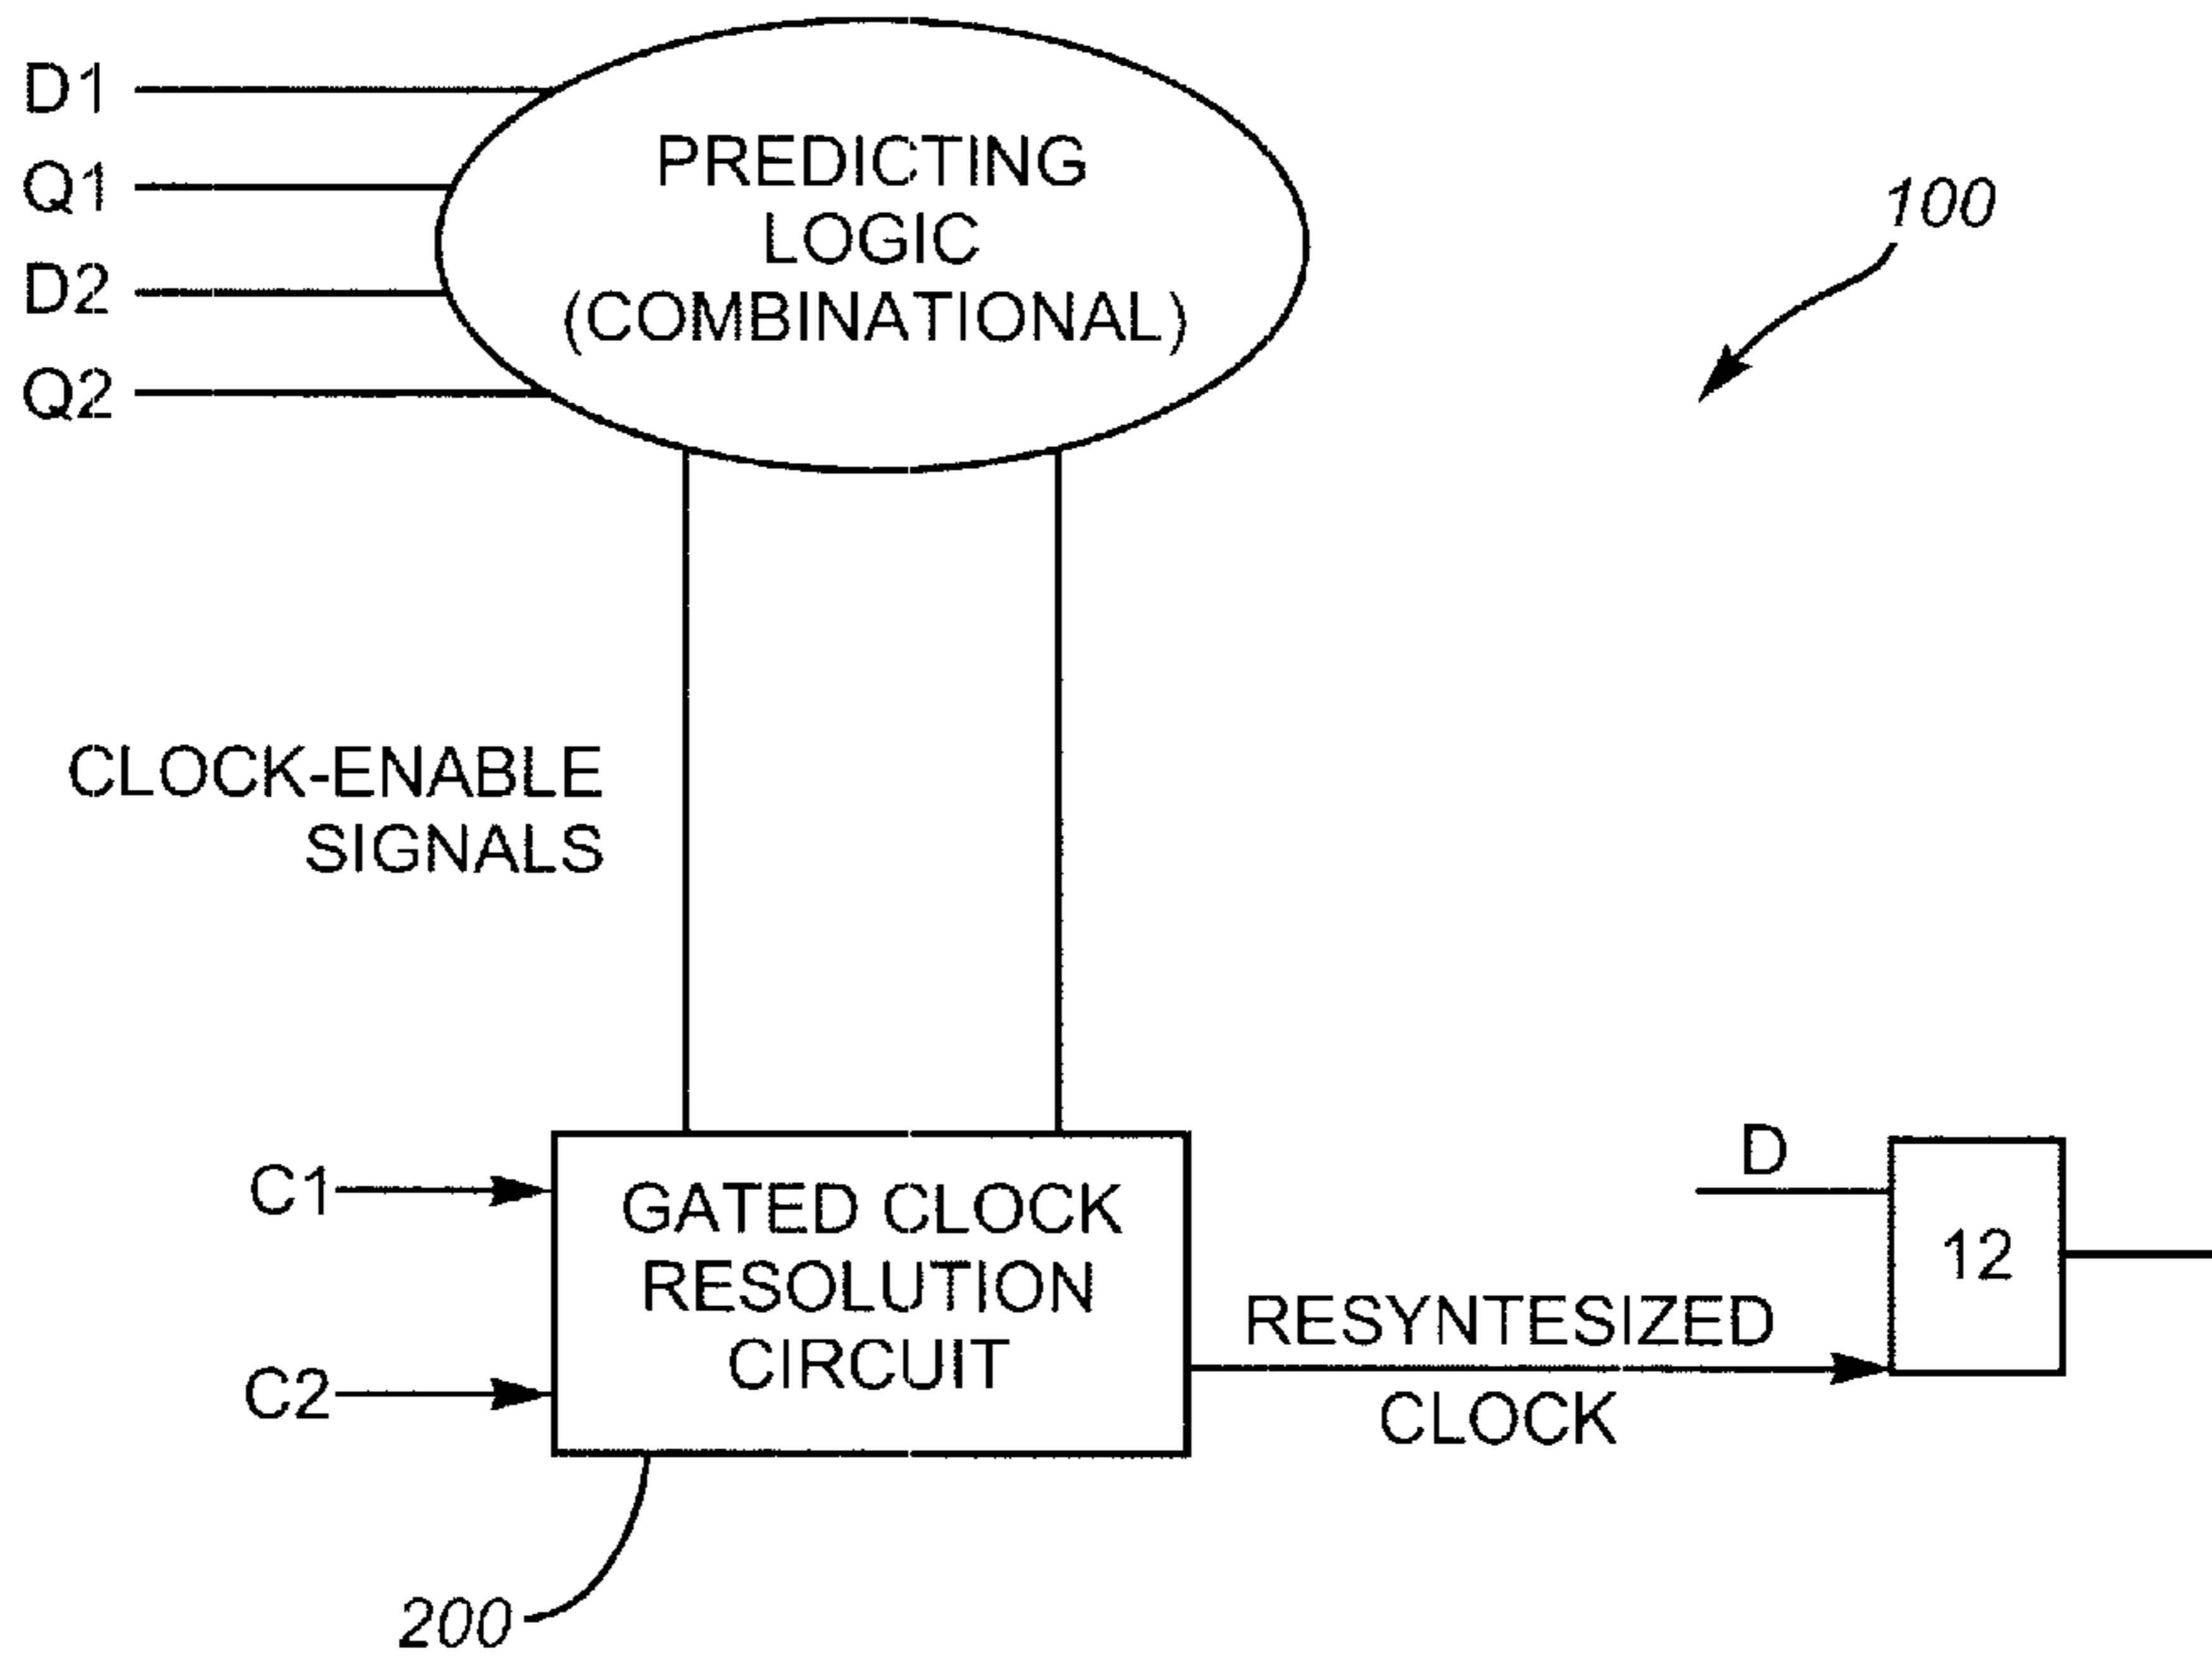 D1
Q1
D2
Q2
PREDICTING
LOGIC
(COMBINATIONAL)
100
CLOCK-ENABLE
SIGNALS
C1
C2
GATED CLOCK
RESOLUTION
CIRCUIT
D
12
RESYNTESIZED
CLOCK
200